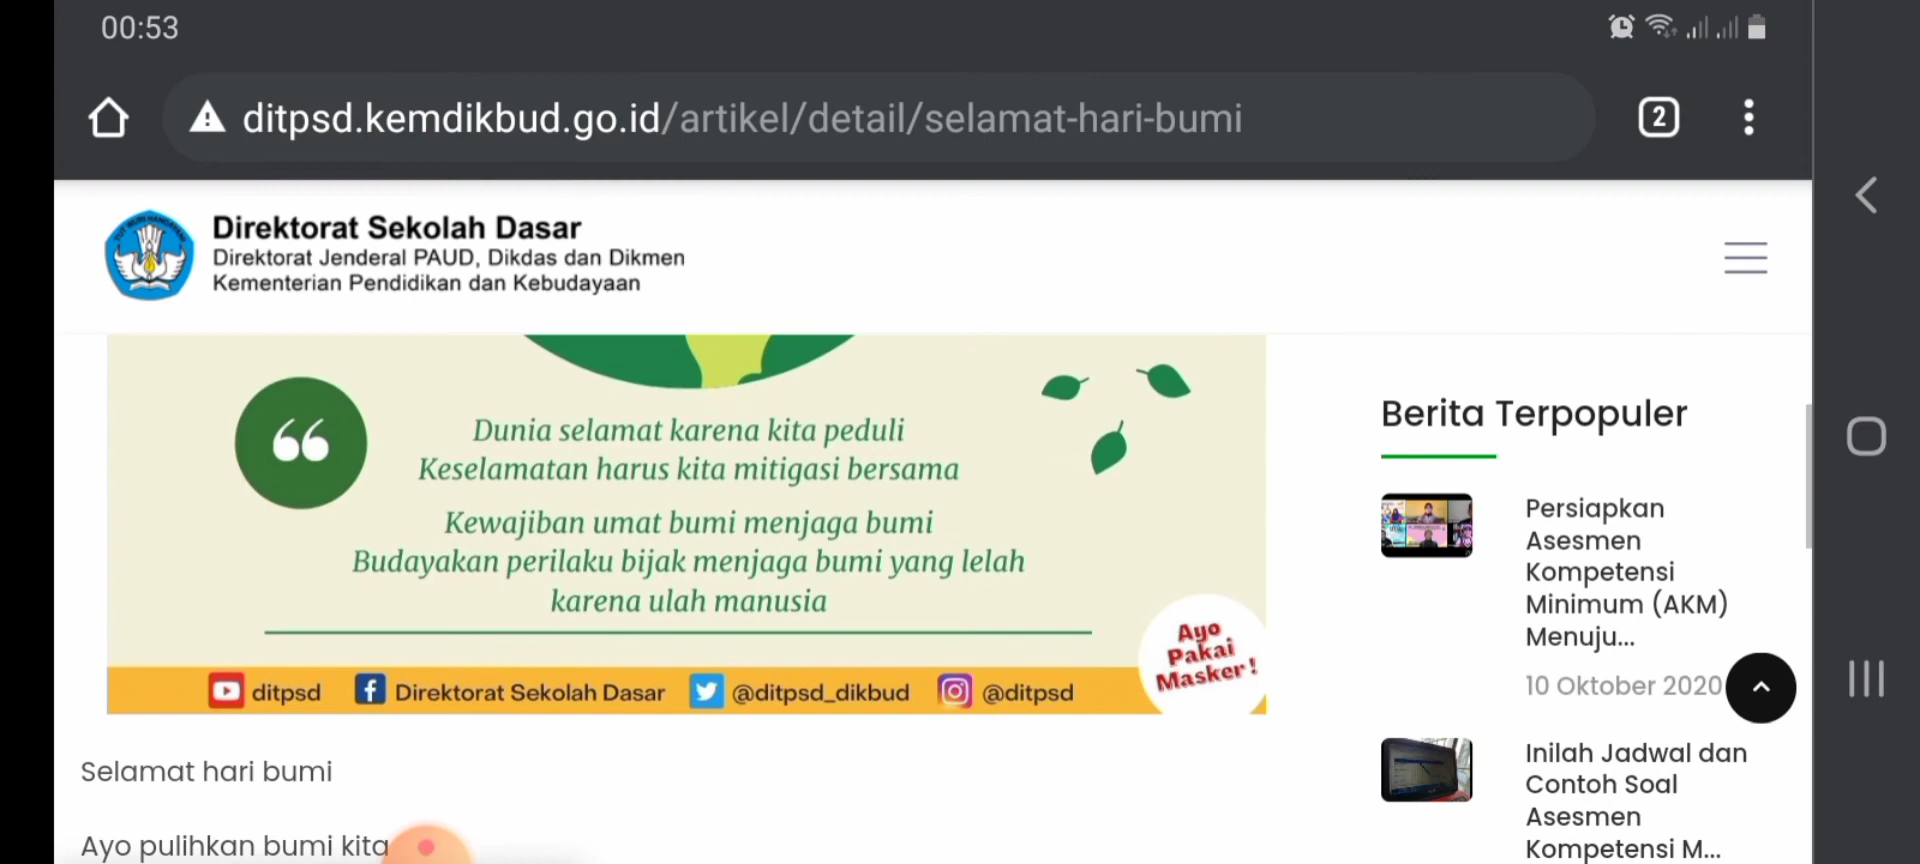 00:53
ditpsd.kemdikbud.go.id/artikel/detail/selamat-hari-bumi
2
Direktorat Sekolah Dasar
Direktorat Jenderal PAUD, Dikdas dan Dikmen
Kementerian Pendidikan dan Kebudayaan
Dunia selamat karena kita peduli
Keselamatan harus kita mitigasi bersama
Kewajiban umat bumi menjaga bumi
Budayakan perilaku bijak menjaga bumi yang lelah
karena ulah manusia
Ayo
Pakai
Masker!
ditpsd Direktorat Sekolah Dasar @ditpsd_dikbud @ditpsd
Selamat hari bumi
Ayo pulihkan bumi kita
Berita Terpopuler
Persiapkan
Asesmen
Kompetensi
Minimum (AKM)
Menuju...
10 Oktober 2020
Inilah Jadwal dan
Contoh Soal
Asesmen
Kompetensi M...